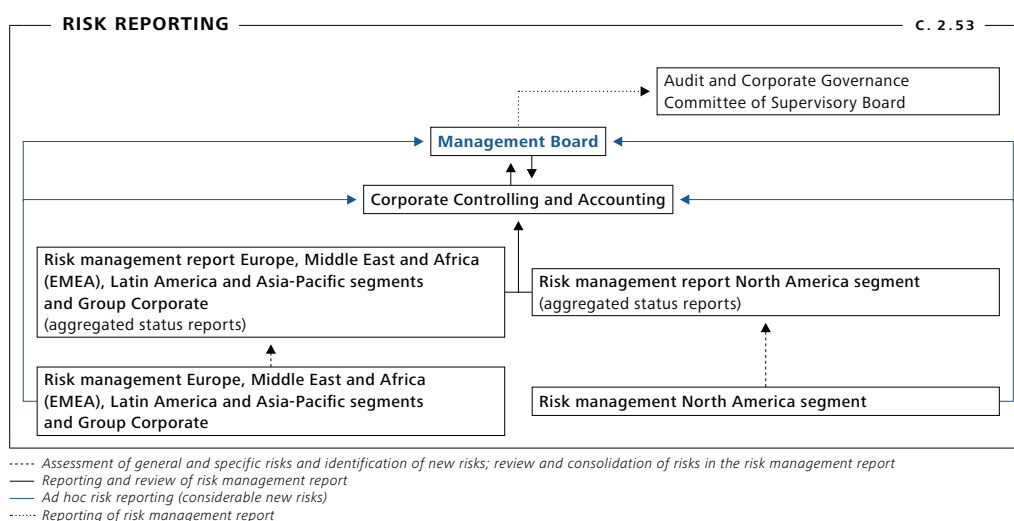 RISK REPORTING
C. 2.53
Audit and Corporate Governance
Committee of Supervisory Board
Management Board
Corporate Controlling and Accounting
Risk management report Europe, Middle East and Africa
(EMEA), Latin America and Asia-Pacific segments
and Group Corporate
(aggregated status reports)
Risk management report North America segment
(aggregated status reports)
Risk management Europe, Middle East and Africa
(EMEA), Latin America and Asia-Pacific segments
and Group Corporate
Risk management North America segment
Assessment of general and specific risks and identification of new risks; review and consolidation of risks in the risk management report
Reporting and review of risk management report
Ad hoc risk reporting (considerable new risks)
Reporting of risk management report